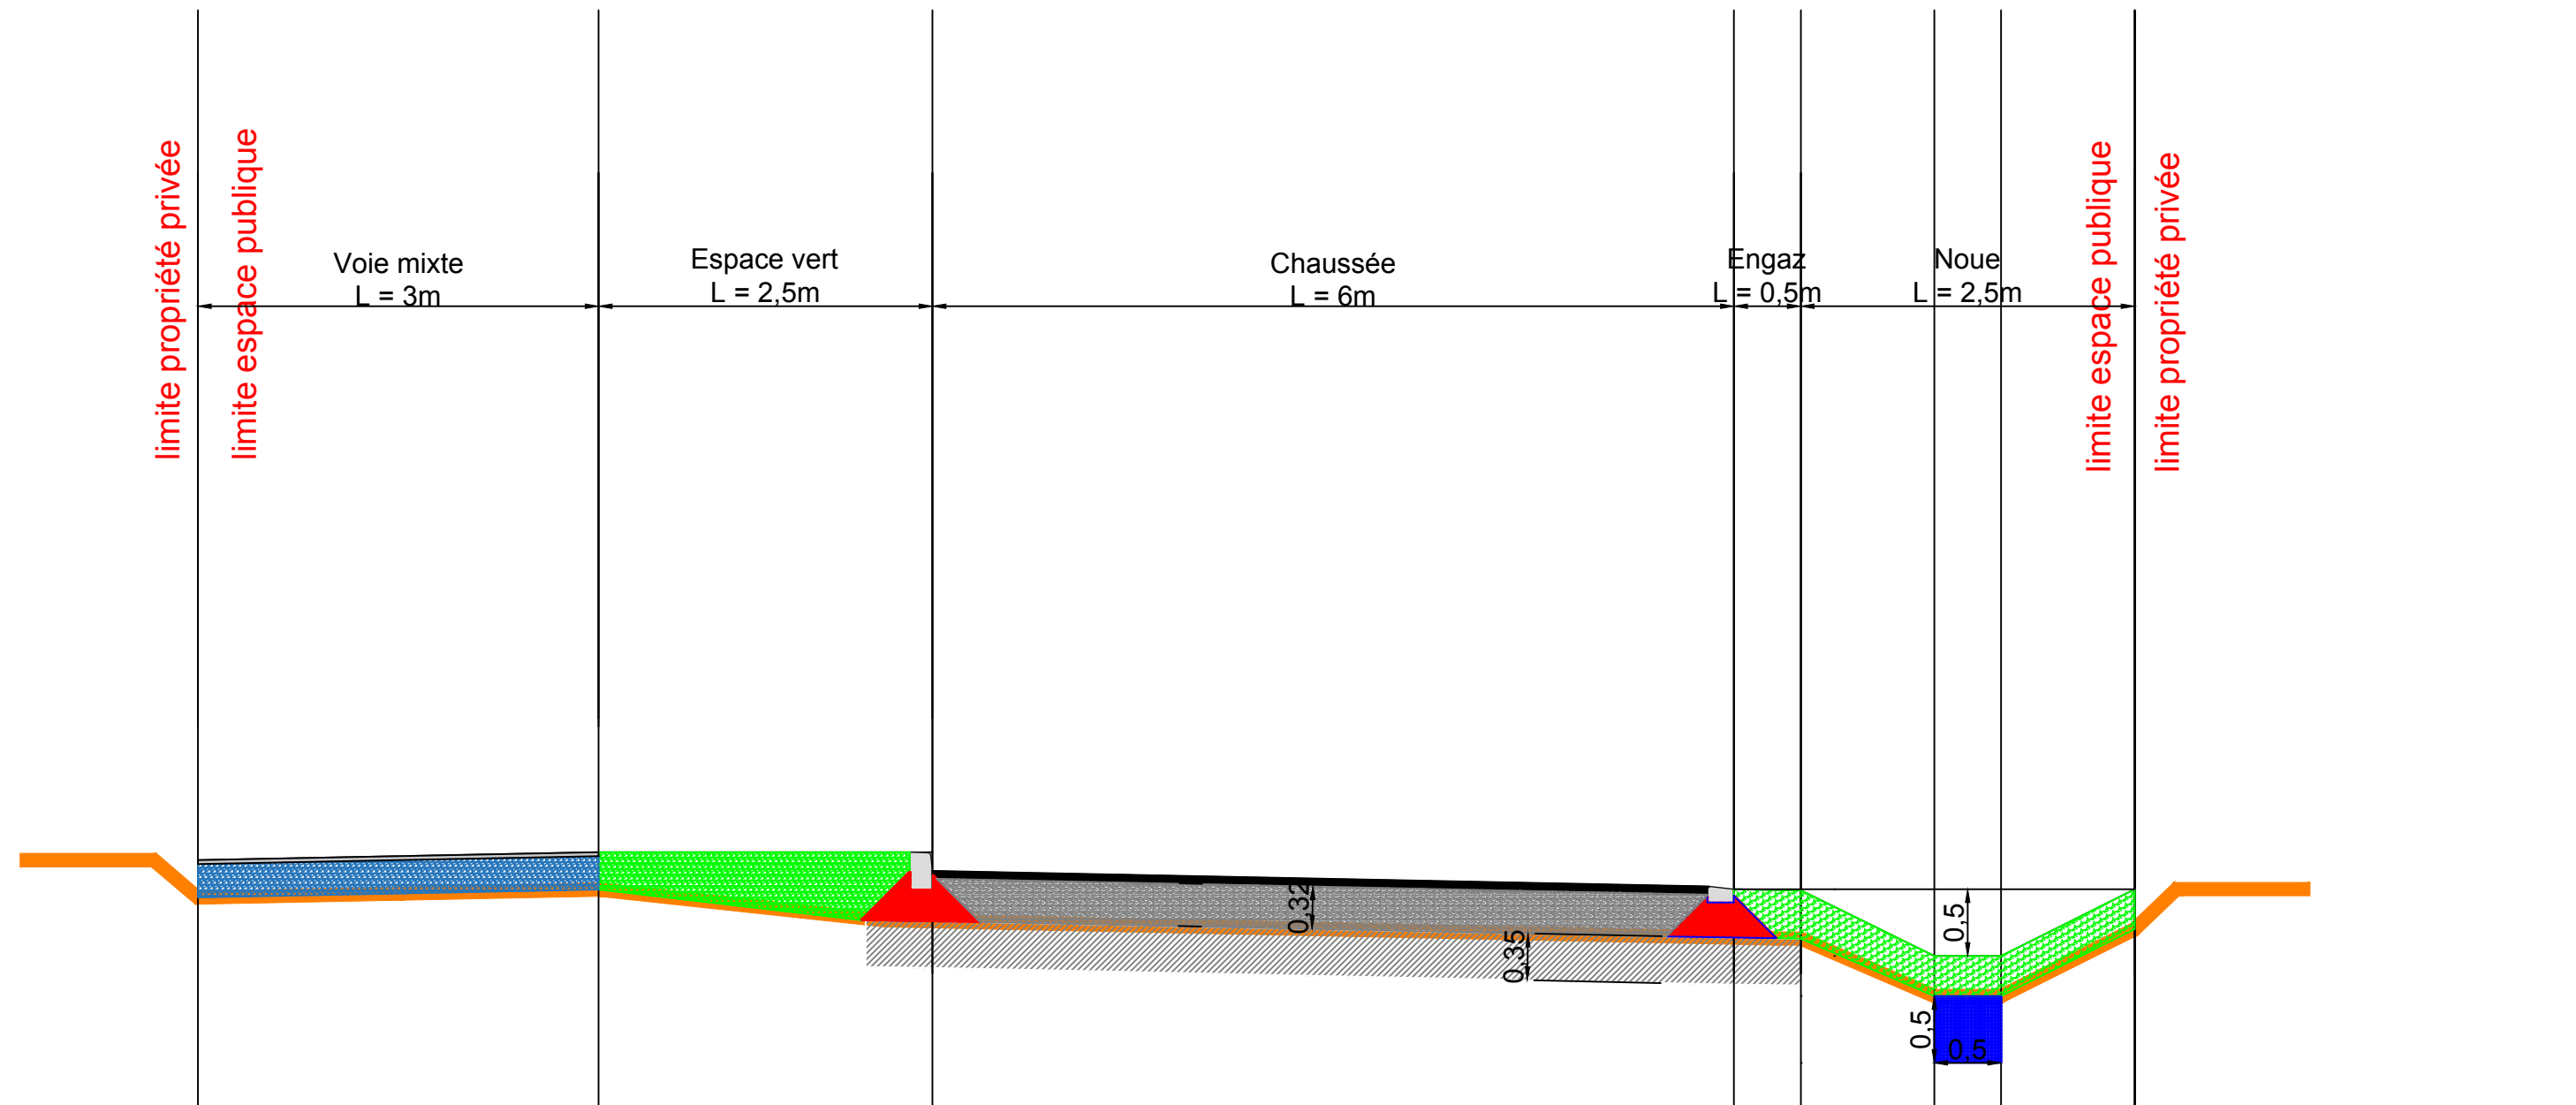 limite propriété privée
limite espace publique
Voie mixte
L = 3m
Espace vert
L = 2,5m
Chaussée
L = 6m
Engaz
L = 0,5m
Noue
L = 2,5m
limite espace publique
limite propriété privée
0,32
0,35
0,5
0,5
0,5